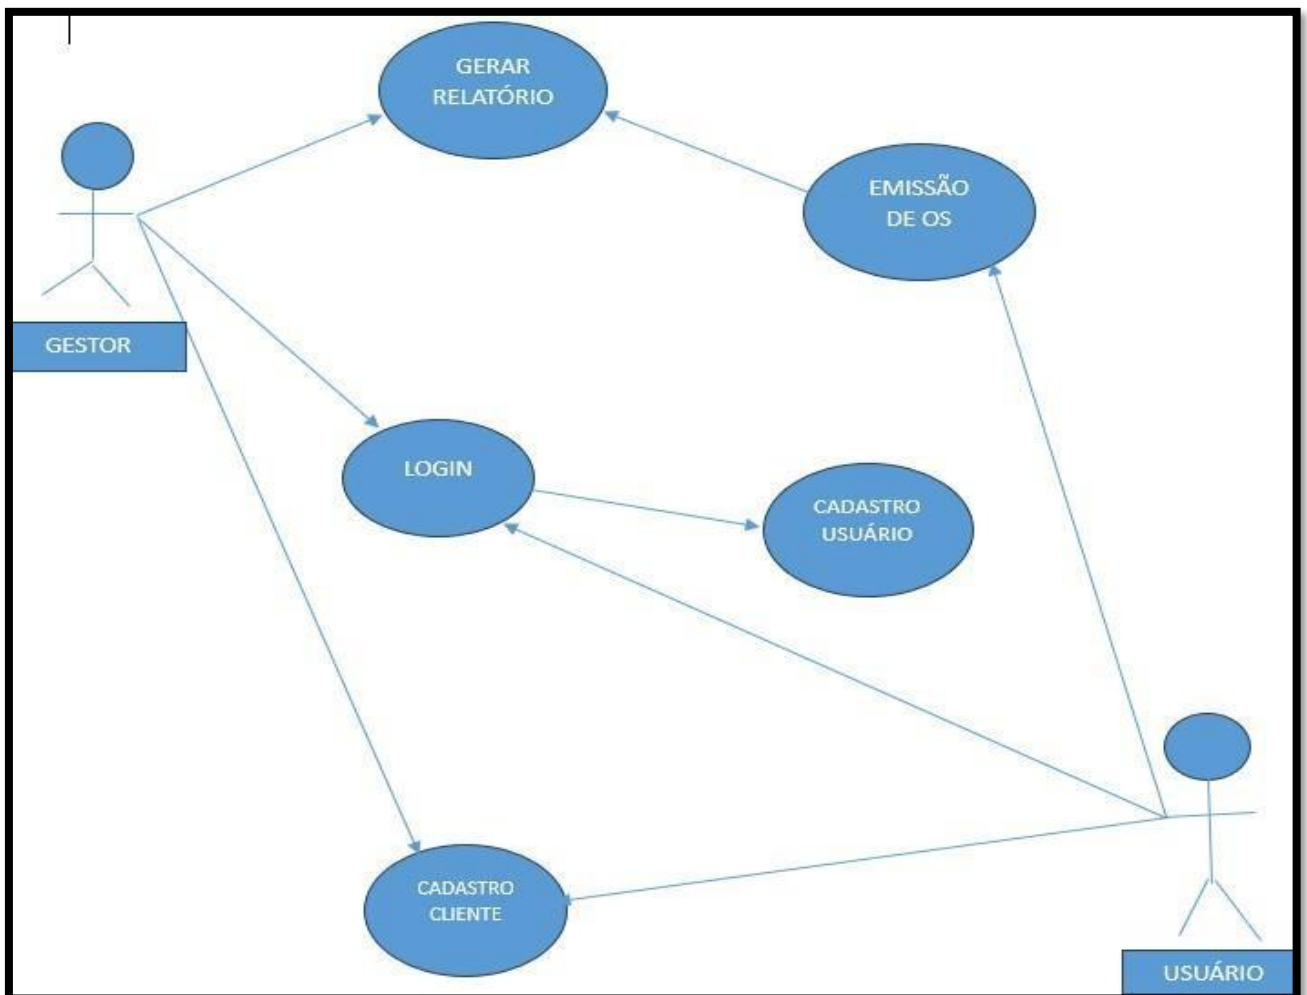 GERAR
RELATÓRIO
EMISSÃO
DE OS
GESTOR
LOGIN
CADASTRO
USUÁRIO
CADASTRO
CLIENTE
USUÁRIO